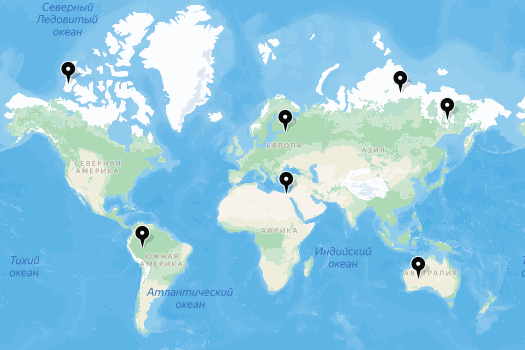 Северный
Ледовитый
океан
ЕВРОПА
АЗИЯ
СЕВЕРНАЯ
АМЕРИКА
АФРИКА
Индийский
океан
Тихий
океан
ЮЖНАЯ
АМЕРИКА
АВСТРАЛИЯ
Атлантический
океан